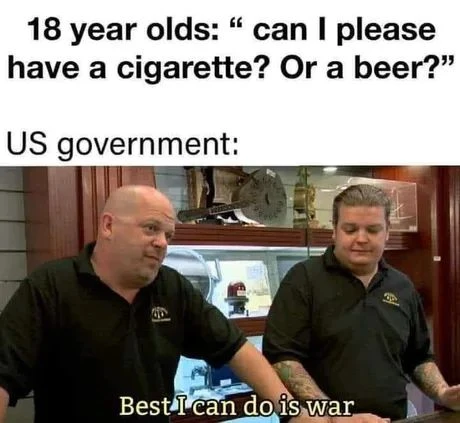 18 year olds: “ can I please
have a cigarette? Or a beer?”
US government:
Best I can do is war